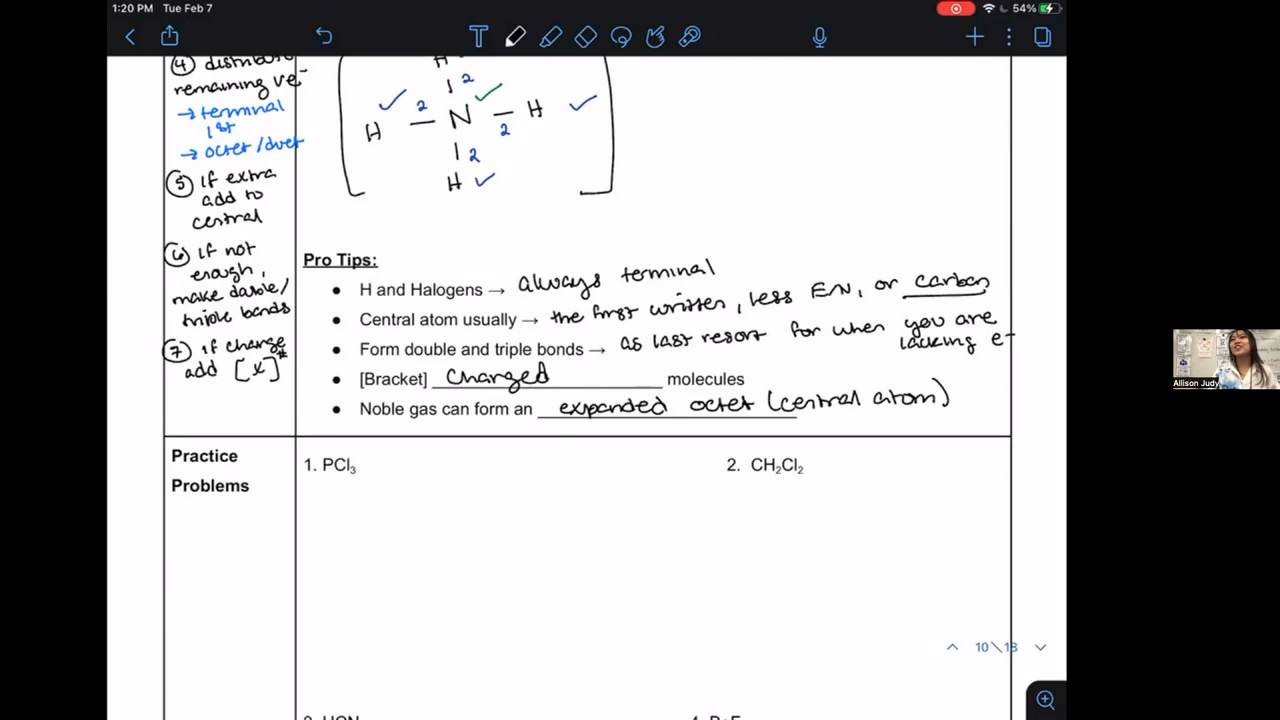 1:20 PM Tue Feb 7
54%
4 distribute
remaining ve-
→ terminal
1st
→ octet/duet
5 if extra
add to
central
6 if not
enough,
make double/
triple bonds
7 if charge
add [x]#
H
2
N
2
H
2
H
2
H
Pro Tips:
• H and Halogens → always terminal
• Central atom usually → the first written, less EN, or carbon
• Form double and triple bonds → as last resort for when you are
lacking e-
• [Bracket] charged molecules
• Noble gas can form an expanded octet (central atom)
Practice
Problems
1. PCl₃
2. CH₂Cl₂
10\18
Allison Judy